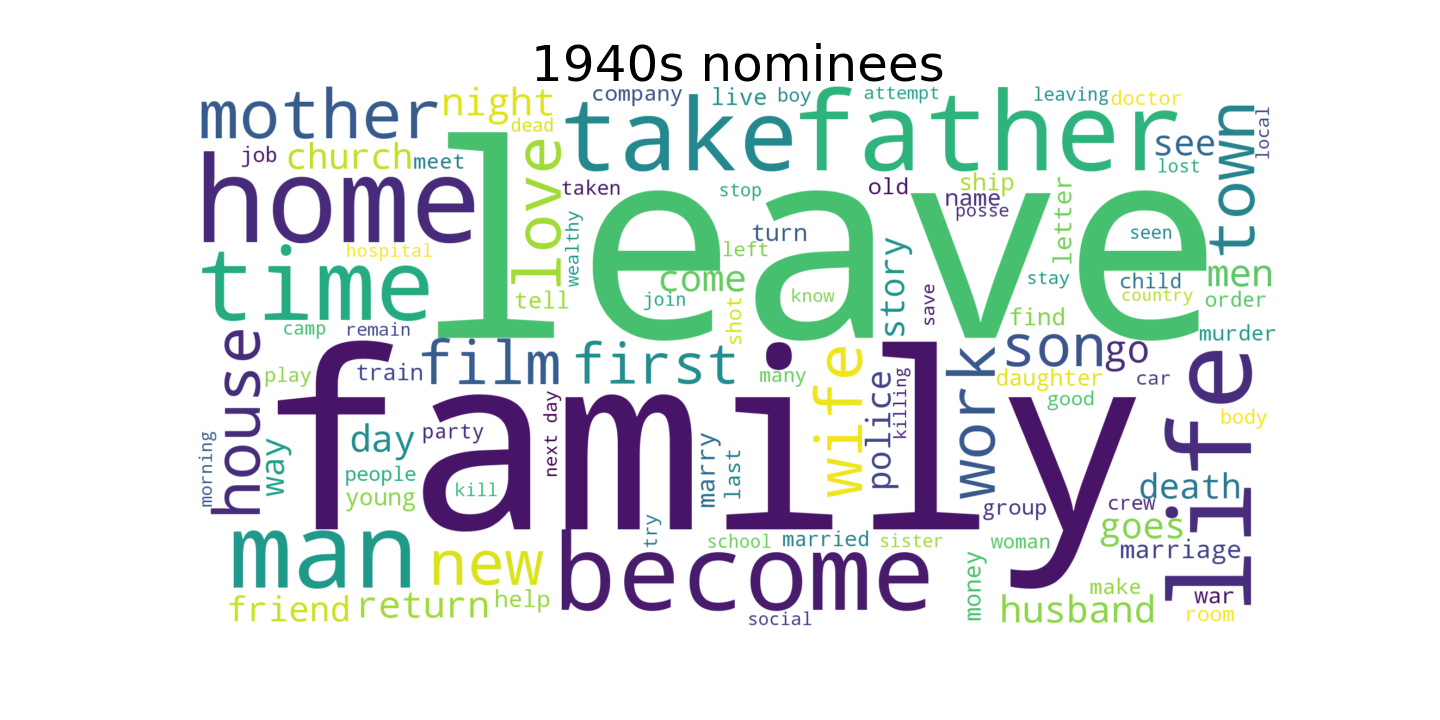 1940s nominees
mother
night
company
live
boy
attempt
leaving
doctor
dead
take
father
see
town
local
job
church
meet
love
leave
lost
home
taken
stop
old
ship
name
posse
letter
wealthy
turn
seen
hospital
left
come
story
time
tell
join
know
save
stay
child
country
men
order
camp
remain
shot
find
murder
house
film
first
wife
police
killing
work
son
go
life
play
train
many
daughter
car
good
family
body
morning
way
day
party
next day
people
young
kill
marry
last
death
man
new
try
become
school
married
sister
group
woman
crew
goes
marriage
money
make
war
friend
return
help
social
husband
room